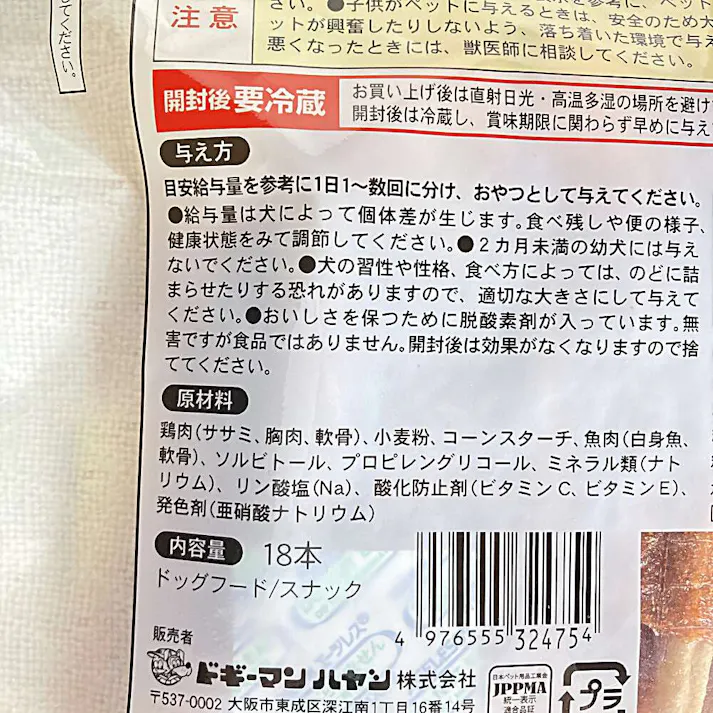 してください。
さい。●子供がペットに与えるときは、安全のため大
注意
ットが興奮したりしないよう、落ち着いた環境で与え
悪くなったときには、獣医師に相談してください。
開封後要冷蔵
お買い上げ後は直射日光・高温多湿の場所を避け
開封後は冷蔵し、賞味期限に関わらず早めに与え
与え方
目安給与量を参考に1日1〜数回に分け、おやつとして与えてください。
●給与量は犬によって個体差が生じます。食べ残しや便の様子、
健康状態をみて調節してください。●2カ月未満の幼犬には与え
ないでください。●犬の習性や性格、食べ方によっては、のどに詰
まらせたりする恐れがありますので、適切な大きさにして与えて
ください。●おいしさを保つために脱酸素剤が入っています。無
害ですが食品ではありません。開封後は効果がなくなりますので捨
ててください。
原材料
鶏肉(ササミ、胸肉、軟骨)、小麦粉、コーンスターチ、魚肉(白身魚、
軟骨)、ソルビトール、プロピレングリコール、ミネラル類(ナト
リウム)、リン酸塩(Na)、酸化防止剤(ビタミンC、ビタミンE)、
発色剤(亜硝酸ナトリウム)
内容量 18本
ドッグフード/スナック
4 976555 324754
販売者
ドギーマンハヤシ株式会社
〒537-0002 大阪市東成区深江南1丁目16番14号
日本ペット用品工業会
JPPMA
統一表示
適合品証
プラ